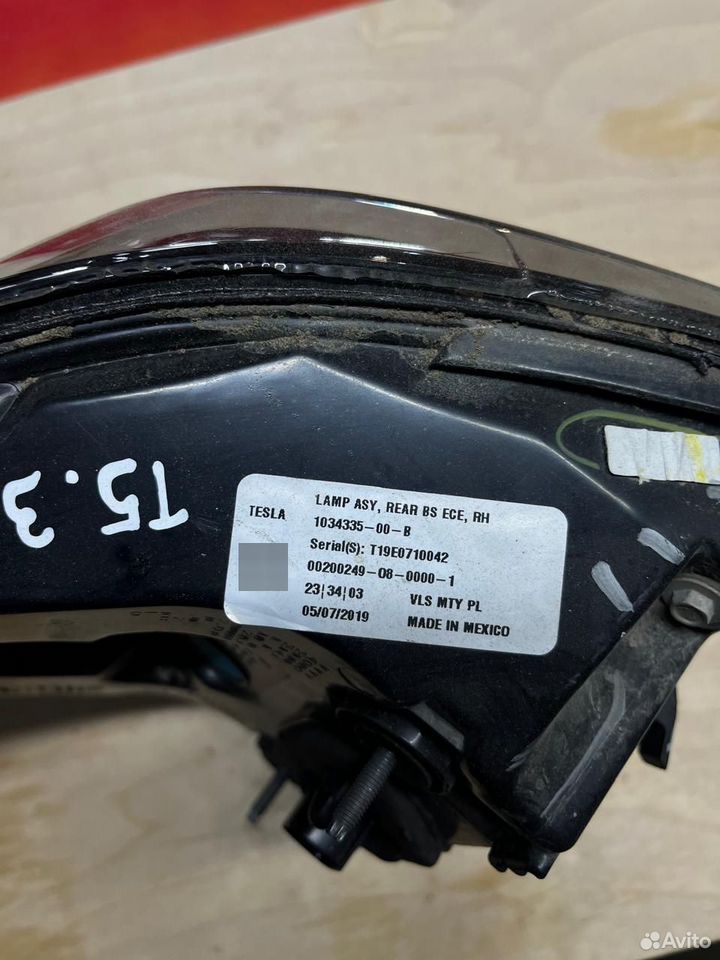 T5.3
TESLA
LAMP ASY, REAR BS ECE, RH
1034335-00-B
Serial(s): T19E0710042
00200249-08-0000-1
23|34|03 VLS MTY PL
05/07/2019 MADE IN MEXICO
Avito